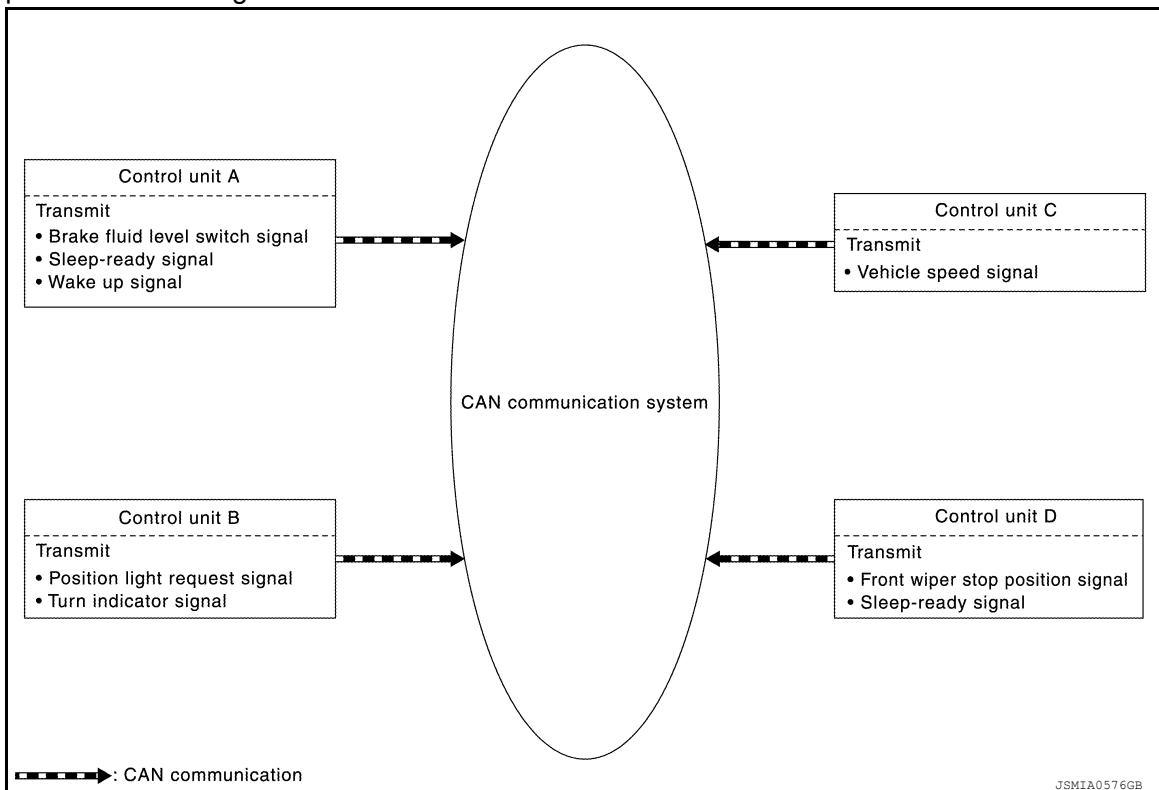 Control unit A
Transmit
• Brake fluid level switch signal
• Sleep-ready signal
• Wake up signal
Control unit C
Transmit
• Vehicle speed signal
CAN communication system
Control unit B
Transmit
• Position light request signal
• Turn indicator signal
Control unit D
Transmit
• Front wiper stop position signal
• Sleep-ready signal
: CAN communication
JSMIA0576GB